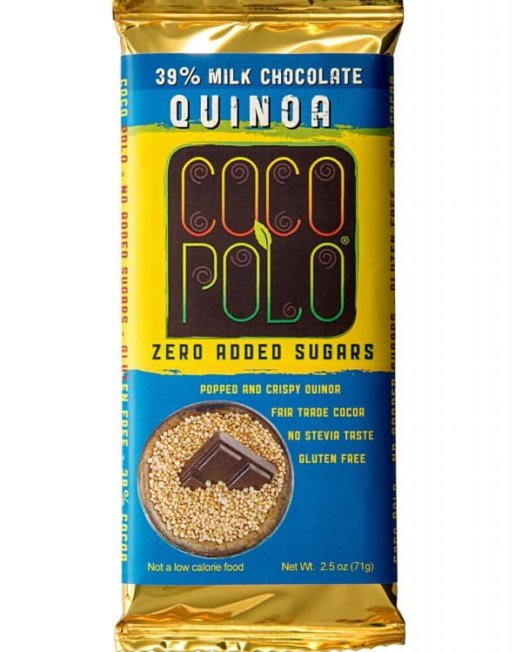 39% MILK CHOCOLATE
QUINOA
COCO
POLO®
ZERO ADDED SUGARS
POPPED AND CRISPY QUINOA
FAIR TRADE COCOA
NO STEVIA TASTE
GLUTEN FREE
Not a low calorie food
Net Wt. 2.5 oz (71g)
COCO POLO - NO ADDED SUGARS - GLUTEN FREE - 39% COCOA